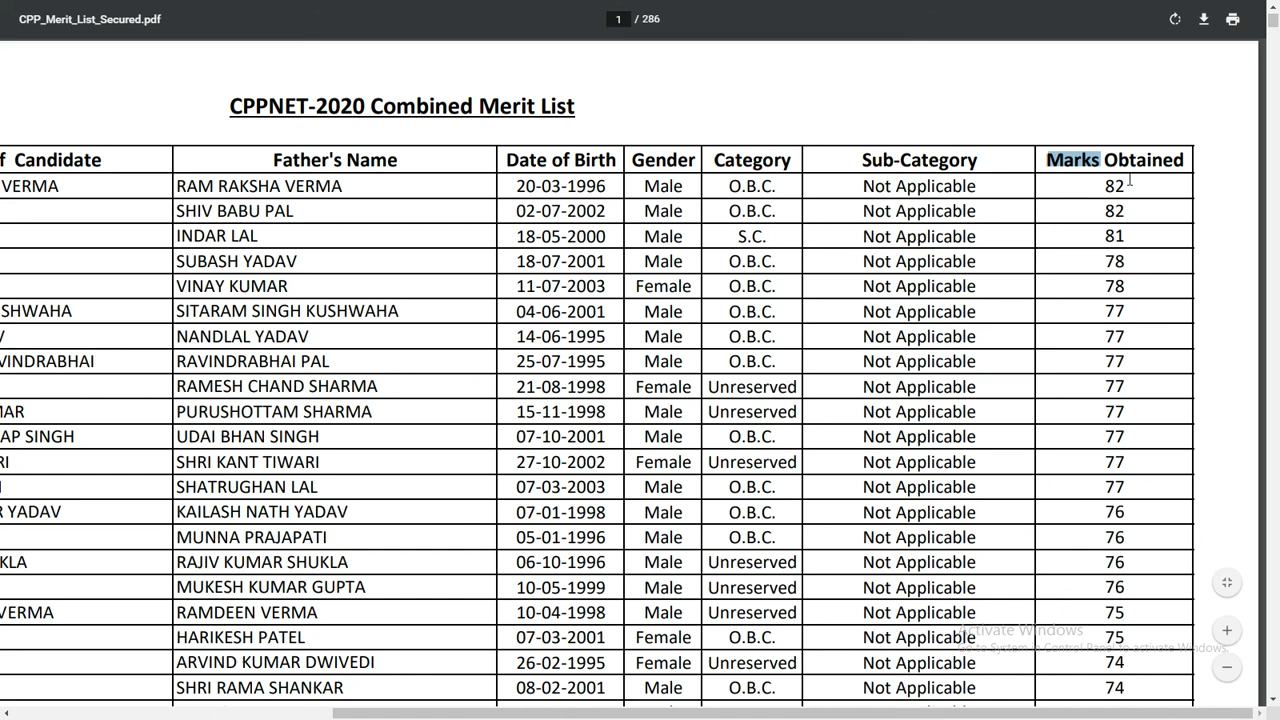 CPP_Merit_List_Secured.pdf 1 / 286
CPPNET-2020 Combined Merit List
f Candidate Father's Name Date of Birth Gender Category Sub-Category Marks Obtained
VERMA RAM RAKSHA VERMA 20-03-1996 Male O.B.C. Not Applicable 82
SHIV BABU PAL 02-07-2002 Male O.B.C. Not Applicable 82
INDAR LAL 18-05-2000 Male S.C. Not Applicable 81
SUBASH YADAV 18-07-2001 Male O.B.C. Not Applicable 78
VINAY KUMAR 11-07-2003 Female O.B.C. Not Applicable 78
SHWAHA SITARAM SINGH KUSHWAHA 04-06-2001 Male O.B.C. Not Applicable 77
V NANDLAL YADAV 14-06-1995 Male O.B.C. Not Applicable 77
VINDRABHAI RAVINDRABHAI PAL 25-07-1995 Male O.B.C. Not Applicable 77
RAMESH CHAND SHARMA 21-08-1998 Female Unreserved Not Applicable 77
MAR PURUSHOTTAM SHARMA 15-11-1998 Male Unreserved Not Applicable 77
AP SINGH UDAI BHAN SINGH 07-10-2001 Male O.B.C. Not Applicable 77
RI SHRI KANT TIWARI 27-10-2002 Female Unreserved Not Applicable 77
SHATRUGHAN LAL 07-03-2003 Male O.B.C. Not Applicable 77
R YADAV KAILASH NATH YADAV 07-01-1998 Male O.B.C. Not Applicable 76
MUNNA PRAJAPATI 05-01-1996 Male O.B.C. Not Applicable 76
KLA RAJIV KUMAR SHUKLA 06-10-1996 Male Unreserved Not Applicable 76
MUKESH KUMAR GUPTA 10-05-1999 Male Unreserved Not Applicable 76
VERMA RAMDEEN VERMA 10-04-1998 Male Unreserved Not Applicable 75
Activate Windows
HARIKESH PATEL 07-03-2001 Female O.B.C. Not Applicable 75
Go to System in Control Panel to activate Windows.
ARVIND KUMAR DWIVEDI 26-02-1995 Female Unreserved Not Applicable 74
SHRI RAMA SHANKAR 08-02-2001 Male O.B.C. Not Applicable 74